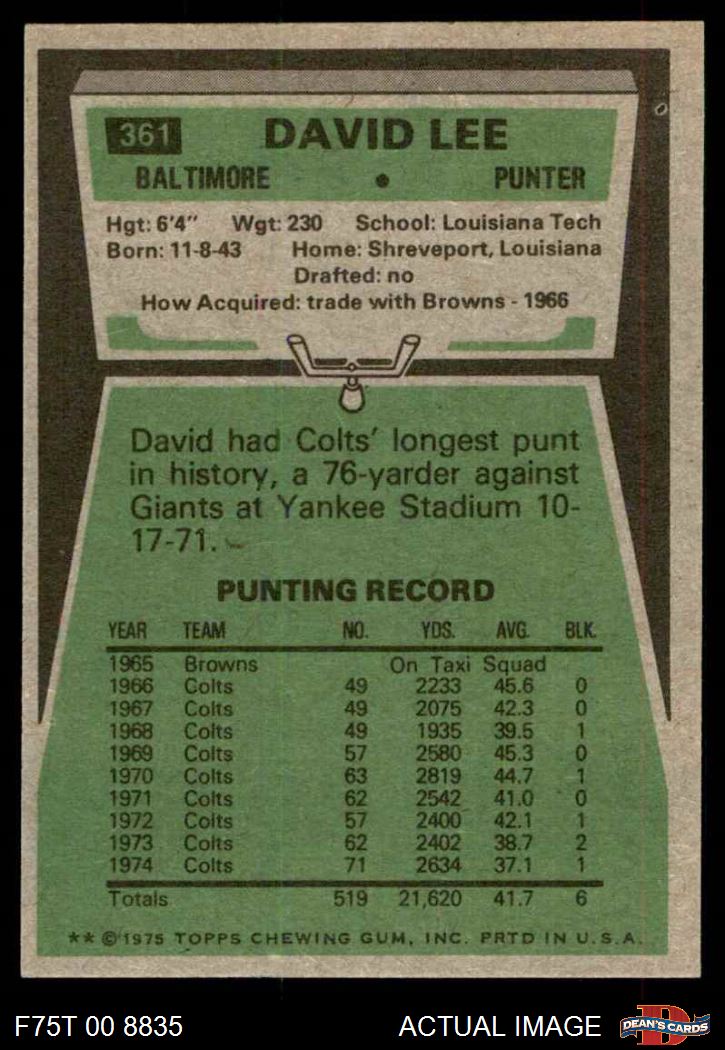 361 DAVID LEE
BALTIMORE • PUNTER
Hgt: 6'4" Wgt: 230 School: Louisiana Tech
Born: 11-8-43 Home: Shreveport, Louisiana
Drafted: no
How Acquired: trade with Browns - 1966
David had Colts' longest punt
in history, a 76-yarder against
Giants at Yankee Stadium 10-
17-71.
PUNTING RECORD
YEAR TEAM NO. YDS. AVG. BLK.
1965 Browns On Taxi Squad
1966 Colts 49 2233 45.6 0
1967 Colts 49 2075 42.3 0
1968 Colts 49 1935 39.5 1
1969 Colts 57 2580 45.3 0
1970 Colts 63 2819 44.7 1
1971 Colts 62 2542 41.0 0
1972 Colts 57 2400 42.1 1
1973 Colts 62 2402 38.7 2
1974 Colts 71 2634 37.1 1
Totals 519 21,620 41.7 6
** © 1975 TOPPS CHEWING GUM, INC. PRTD IN U.S.A.
F75T 00 8835 ACTUAL IMAGE D DEAN'S CARDS